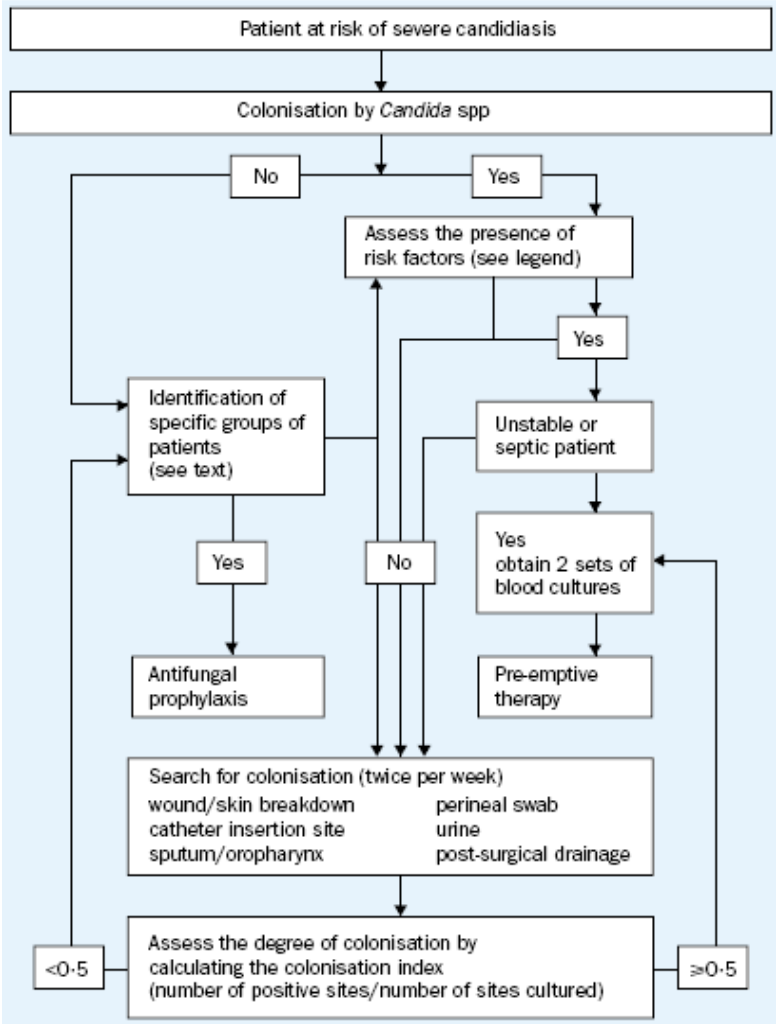 Patient at risk of severe candidiasis
Colonisation by Candida spp
No
Yes
Assess the presence of
risk factors (see legend)
Yes
Identification of
specific groups of
patients
(see text)
Unstable or
septic patient
Yes
No
Yes
obtain 2 sets of
blood cultures
Antifungal
prophylaxis
Pre-emptive
therapy
Search for colonisation (twice per week)
wound/skin breakdown
catheter insertion site
sputum/oropharynx
perineal swab
urine
post-surgical drainage
Assess the degree of colonisation by
calculating the colonisation index
(number of positive sites/number of sites cultured)
<0·5
⩾0·5